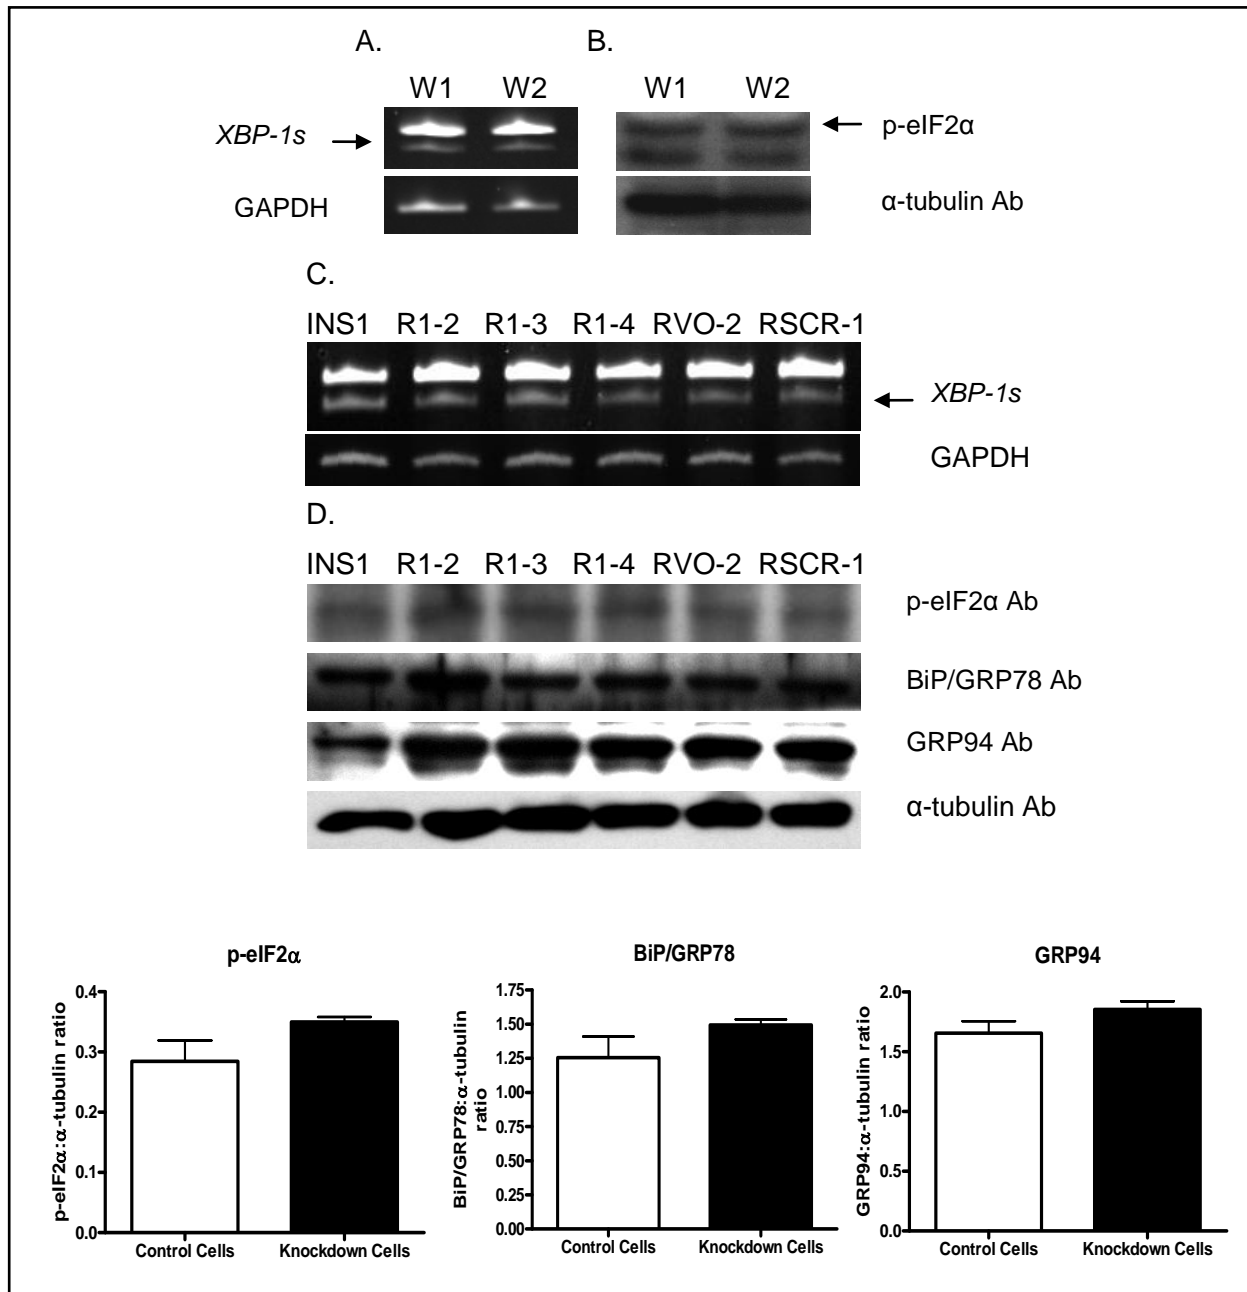 A.
B.
W1 W2
W1 W2
XBP-1s
p-eIF2α
GAPDH
α-tubulin Ab
C.
INS1 R1-2 R1-3 R1-4 RVO-2 RSCR-1
XBP-1s
GAPDH
D.
INS1 R1-2 R1-3 R1-4 RVO-2 RSCR-1
p-eIF2α Ab
BiP/GRP78 Ab
GRP94 Ab
α-tubulin Ab
p-eIF2α
p-eIF2α:α-tubulin ratio
0.4
0.3
0.2
0.1
0.0
Control Cells Knockdown Cells
BiP/GRP78
BiP/GRP78:α-tubulin
ratio
1.75
1.50
1.25
1.00
0.75
0.50
0.25
0.00
Control Cells Knockdown Cells
GRP94
GRP94:α-tubulin ratio
2.0
1.5
1.0
0.5
0.0
Control Cells Knockdown Cells